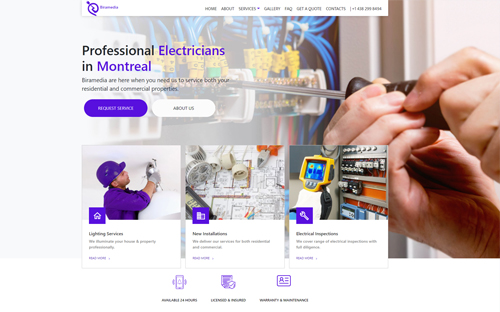 Biramedia
HOME ABOUT SERVICES GALLERY FAQ GET A QUOTE CONTACTS | +1 438 299 8494
Professional Electricians
in Montreal
Biramedia are here when you need us to service both your
residential and commercial properties.
REQUEST SERVICE
ABOUT US
Lighting Services
We illuminate your house & property
professionally.
READ MORE
New Installations
We deliver our services for both residential
and commercial.
READ MORE
Electrical Inspections
We cover range of electrical inspections with
full diligence.
READ MORE
AVAILABLE 24 HOURS
LICENSED & INSURED
WARRANTY & MAINTENANCE